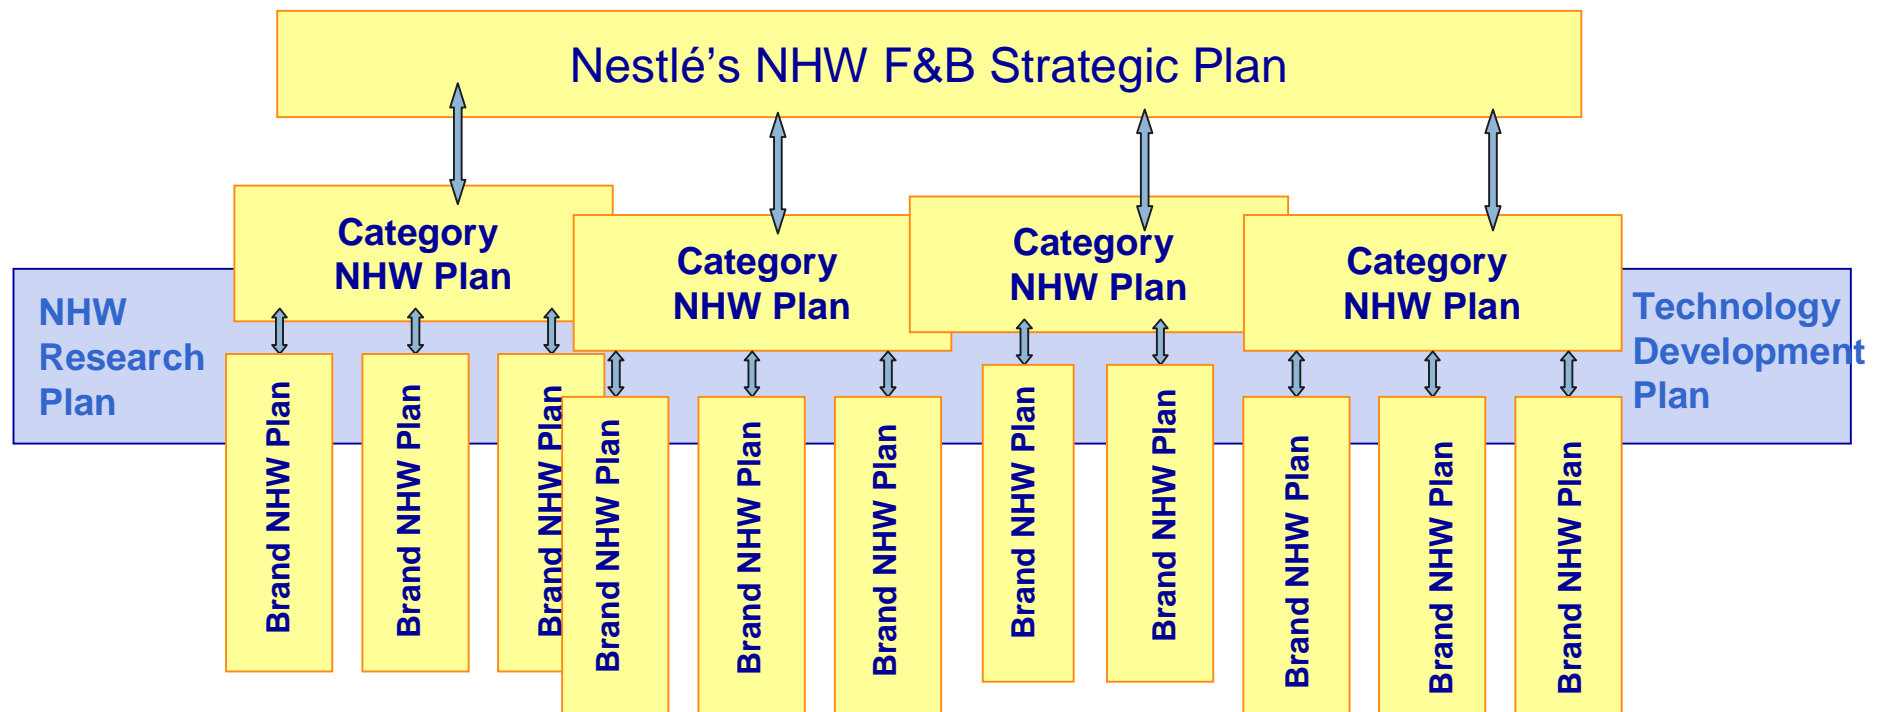 Nestlé’s NHW F&B Strategic Plan
Category
NHW Plan
Category
NHW Plan
Category
NHW Plan
Category
NHW Plan
NHW
Research
Plan
Technology
Development
Plan
Brand NHW Plan
Brand NHW Plan
Brand NHW Plan
Brand NHW Plan
Brand NHW Plan
Brand NHW Plan
Brand NHW Plan
Brand NHW Plan
Brand NHW Plan
Brand NHW Plan
Brand NHW Plan